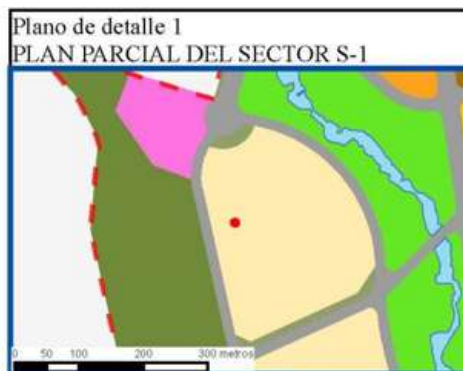 Plano de detalle 1
PLAN PARCIAL DEL SECTOR S-1
0 50 100 200 300 metros